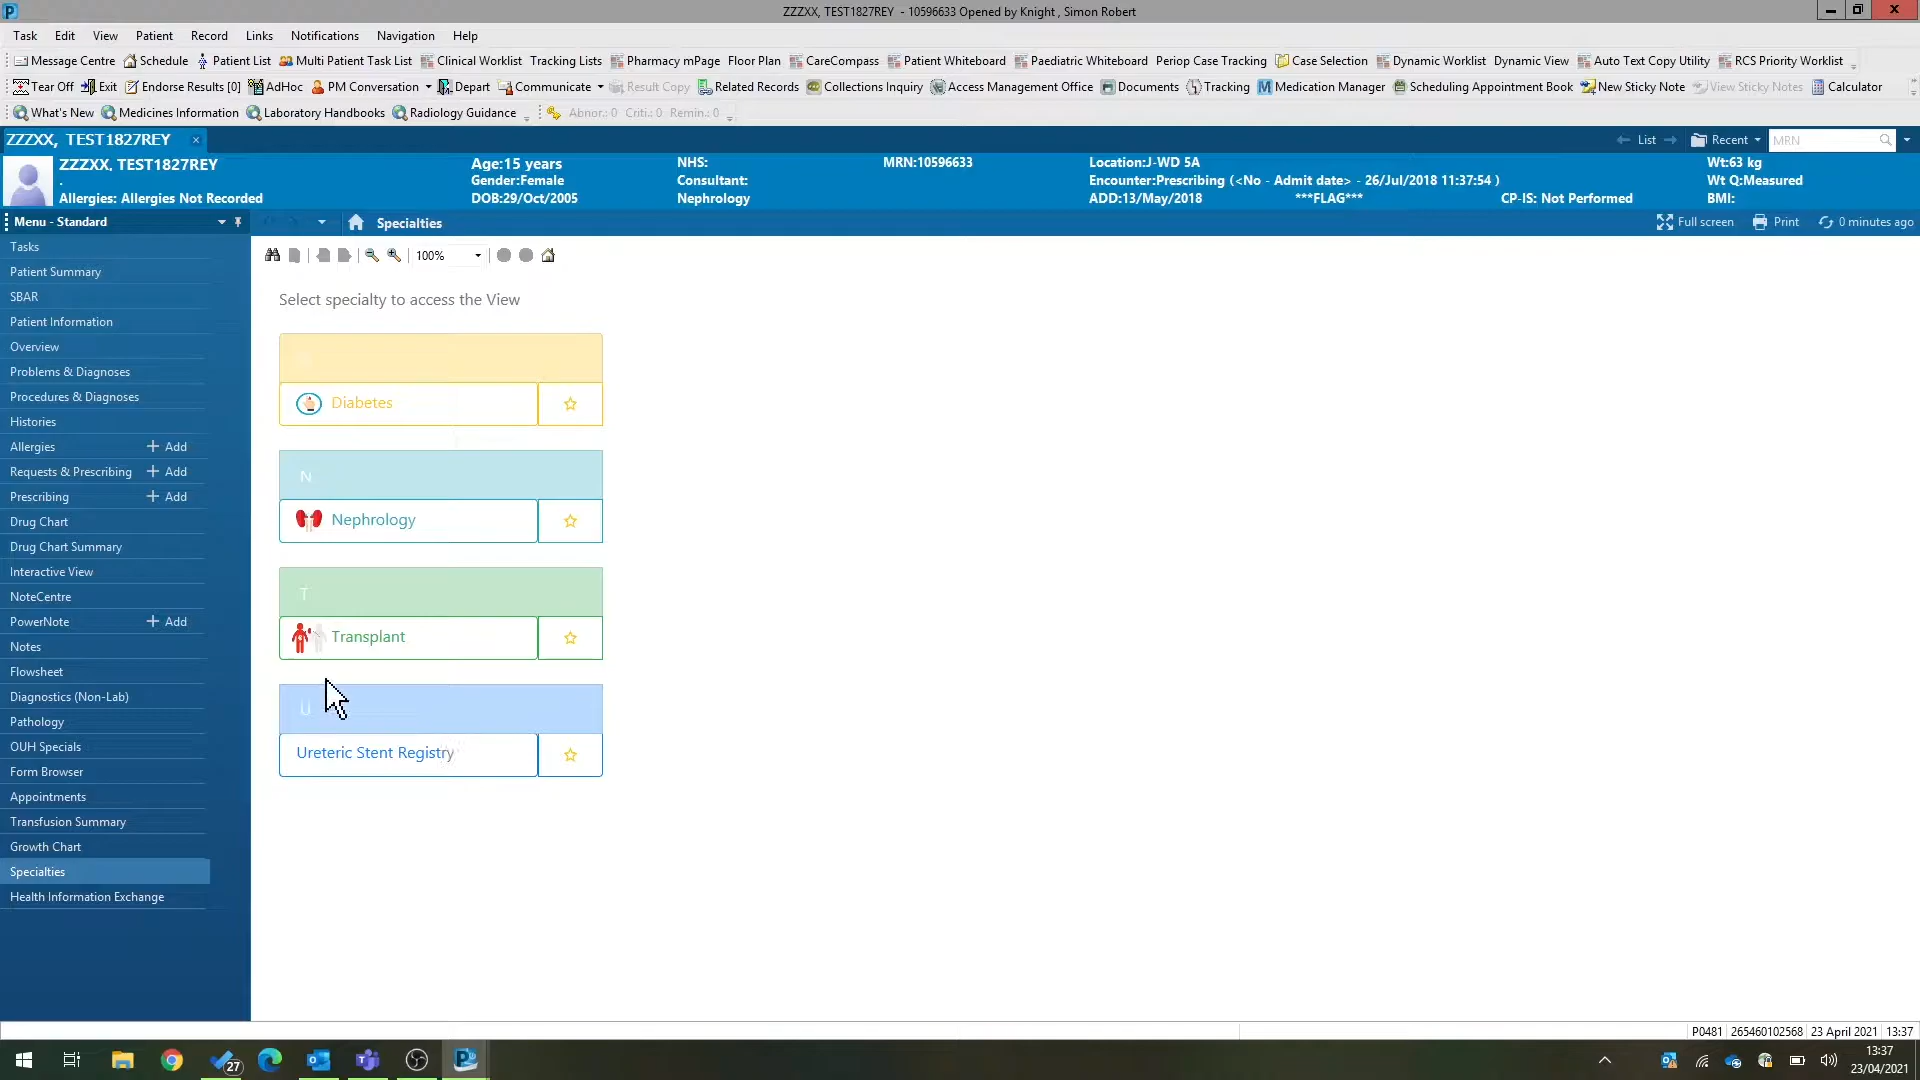 ZZZXX, TEST1827REY - 10596633 Opened by Knight , Simon Robert
Task Edit View Patient Record Links Notifications Navigation Help
Message Centre Schedule Patient List Multi Patient Task List Clinical Worklist Tracking Lists Pharmacy mPage Floor Plan CareCompass Patient Whiteboard Paediatric Whiteboard Periop Case Tracking Case Selection Dynamic Worklist Dynamic View Auto Text Copy Utility RCS Priority Worklist
Tear Off Exit Endorse Results [0] AdHoc PM Conversation Depart Communicate Result Copy Related Records Collections Inquiry Access Management Office Documents Tracking Medication Manager Scheduling Appointment Book New Sticky Note View Sticky Notes Calculator
What's New Medicines Information Laboratory Handbooks Radiology Guidance Abnor.: 0 Criti.: 0 Remin.: 0
ZZZXX, TEST1827REY List Recent MRN
ZZZXX, TEST1827REY Age:15 years NHS: MRN:10596633 Location:J-WD 5A Wt:63 kg
. Gender:Female Consultant: Encounter:Prescribing (<No - Admit date> - 26/Jul/2018 11:37:54 ) Wt Q:Measured
Allergies: Allergies Not Recorded DOB:29/Oct/2005 Nephrology ADD:13/May/2018 ***FLAG*** CP-IS: Not Performed BMI:
Menu - Standard Specialties Full screen Print 0 minutes ago
Tasks
Patient Summary
SBAR
Patient Information
Overview
Problems & Diagnoses
Procedures & Diagnoses
Histories
Allergies + Add
Requests & Prescribing + Add
Prescribing + Add
Drug Chart
Drug Chart Summary
Interactive View
NoteCentre
PowerNote + Add
Notes
Flowsheet
Diagnostics (Non-Lab)
Pathology
OUH Specials
Form Browser
Appointments
Transfusion Summary
Growth Chart
Specialties
Health Information Exchange
100%
Select specialty to access the View
Diabetes
N
Nephrology
T
Transplant
U
Ureteric Stent Registry
P0481 265460102568 23 April 2021 13:37
27
13:37
23/04/2021